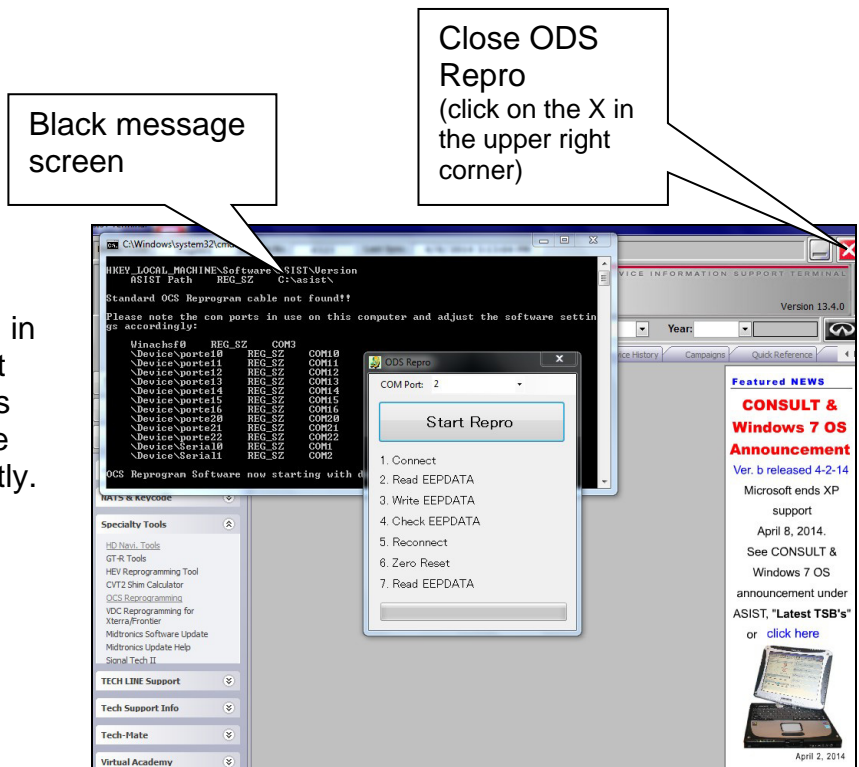 Close ODS
Repro
(click on the X in
the upper right
corner)
Black message
screen
in
t
s
e
tly.
C:\Windows\system32\cmd
HKEY_LOCAL_MACHINE\Software\ASIST\Version
ASIST Path REG_SZ C:\asist\
Standard OCS Reprogram cable not found!!
Please note the com ports in use on this computer and adjust the software settin
gs accordingly:
Winachsf0 REG_SZ COM3
\Device\porte10 REG_SZ COM10
\Device\porte11 REG_SZ COM11
\Device\porte12 REG_SZ COM12
\Device\porte13 REG_SZ COM13
\Device\porte14 REG_SZ COM14
\Device\porte15 REG_SZ COM15
\Device\porte16 REG_SZ COM16
\Device\porte20 REG_SZ COM20
\Device\porte21 REG_SZ COM21
\Device\porte22 REG_SZ COM22
\Device\Serial0 REG_SZ COM1
\Device\Serial1 REG_SZ COM2
OCS Reprogram Software now starting with d
ODS Repro
COM Port: 2
Start Repro
1. Connect
2. Read EEPDATA
3. Write EEPDATA
4. Check EEPDATA
5. Reconnect
6. Zero Reset
7. Read EEPDATA
VICE INFORMATION SUPPORT TERMINAL
Version 13.4.0
Year:
ice History
Campaigns
Quick Reference
NATS & Keycode
Specialty Tools
HD Navi. Tools
GT-R Tools
HEV Reprogramming Tool
CVT2 Shim Calculator
OCS Reprogramming
VDC Reprogramming for
Xterra/Frontier
Midtronics Software Update
Midtronics Update Help
Signal Tech II
TECH LINE Support
Tech Support Info
Tech-Mate
Virtual Academy
Featured NEWS
CONSULT &
Windows 7 OS
Announcement
Ver. b released 4-2-14
Microsoft ends XP
support
April 8, 2014.
See CONSULT &
Windows 7 OS
announcement under
ASIST, "Latest TSB's"
or click here
April 2, 2014